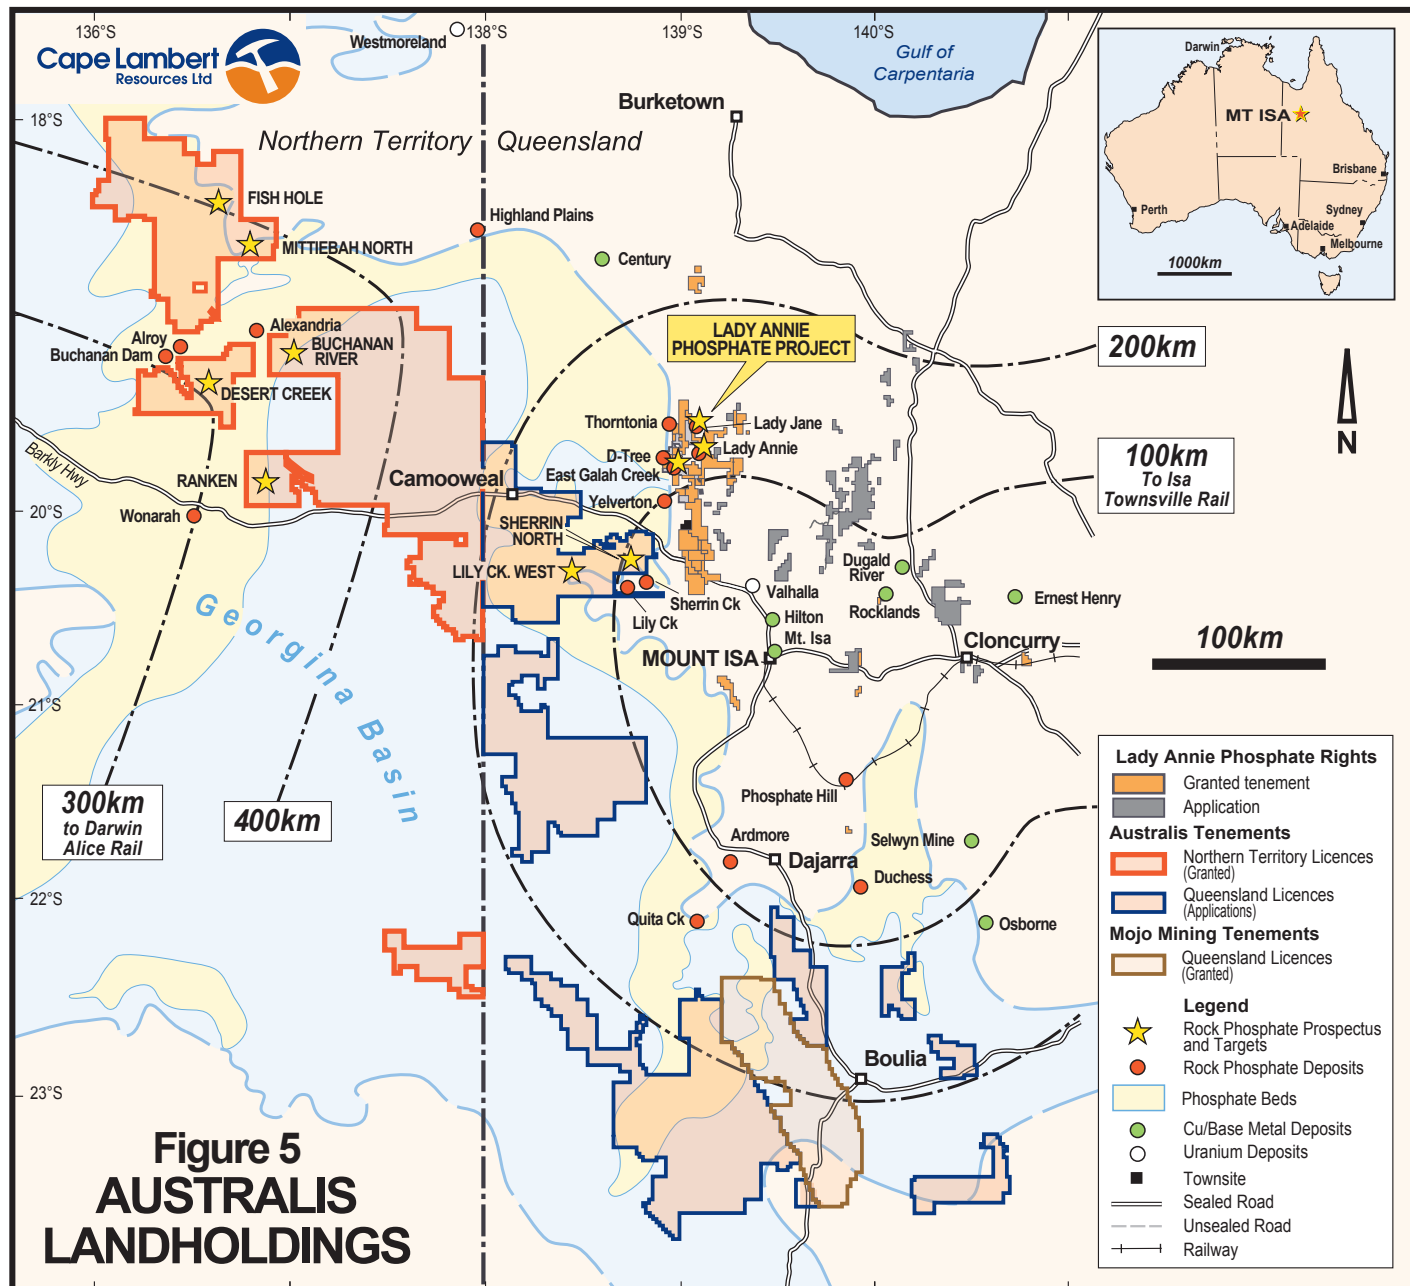 136°S
138°S
139°S
140°S
Westmoreland
Cape Lambert
Resources Ltd
Gulf of
Carpentaria
Darwin
MT ISA
Brisbane
Perth
Sydney
Adelaide
Melbourne
1000km
Burketown
18°S
Northern Territory
Queensland
FISH HOLE
Highland Plains
MITTIEBAH NORTH
Century
Alexandria
Alroy
Buchanan Dam
BUCHANAN
RIVER
LADY ANNIE
PHOSPHATE PROJECT
200km
DESERT CREEK
N
Thorntonia
Lady Jane
Lady Annie
D-Tree
East Galah Creek
100km
To Isa
Townsville Rail
Barkly Hwy
RANKEN
Camooweal
Yelverton
20°S
Wonarah
SHERRIN
NORTH
LILY CK. WEST
Dugald
River
Valhalla
Sherrin Ck
Rocklands
Ernest Henry
Lily Ck
Hilton
Mt. Isa
MOUNT ISA
Cloncurry
100km
Georgina Basin
21°S
Lady Annie Phosphate Rights
Granted tenement
Application
Australis Tenements
Northern Territory Licences
(Granted)
Queensland Licences
(Applications)
Mojo Mining Tenements
Queensland Licences
(Granted)
Legend
Rock Phosphate Prospectus
and Targets
Rock Phosphate Deposits
Phosphate Beds
Cu/Base Metal Deposits
Uranium Deposits
Townsite
Sealed Road
Unsealed Road
Railway
Phosphate Hill
300km
to Darwin
Alice Rail
400km
Ardmore
Selwyn Mine
Dajarra
Duchess
22°S
Quita Ck
Osborne
Boulia
23°S
Figure 5
AUSTRALIS
LANDHOLDINGS